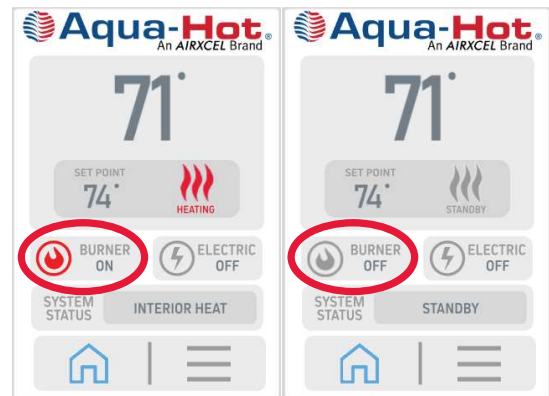 Aqua-Hot.
An AIRXCEL Brand
71°
SET POINT
74°
HEATING
BURNER
ON
ELECTRIC
OFF
SYSTEM
STATUS
INTERIOR HEAT
Aqua-Hot.
An AIRXCEL Brand
71°
SET POINT
74°
STANDBY
BURNER
OFF
ELECTRIC
OFF
SYSTEM
STATUS
STANDBY